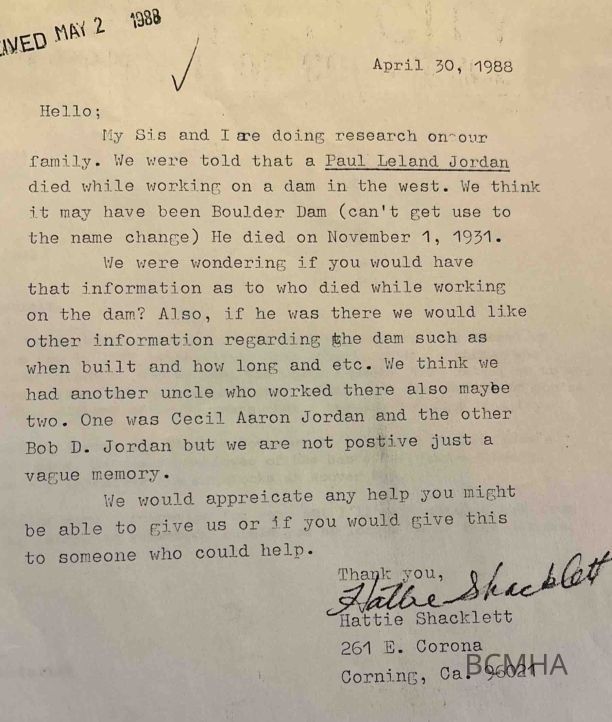 MAY 2 1988
April 30, 1988
Hello;
My Sis and I are doing research on our
family. We were told that a Paul Leland Jordan
died while working on a dam in the west. We think
it may have been Boulder Dam (can't get use to
the name change) He died on November 1, 1931.
We were wondering if you would have
that information as to who died while working
on the dam? Also, if he was there we would like
other information regarding the dam such as
when built and how long and etc. We think we
had another uncle who worked there also maybe
two. One was Cecil Aaron Jordan and the other
Bob D. Jordan but we are not postive just a
vague memory.
We would appreicate any help you might
be able to give us or if you would give this
to someone who could help.
Thank you,
Hattie Shacklett
Hattie Shacklett
261 E. Corona
Corning, Ca. 96021
BCMHA